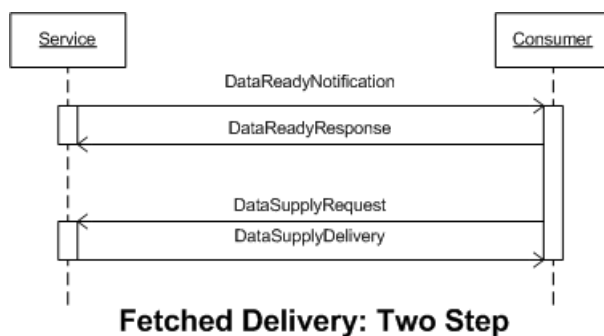 Service
Consumer
DataReadyNotification
DataReadyResponse
DataSupplyRequest
DataSupplyDelivery
Fetched Delivery: Two Step